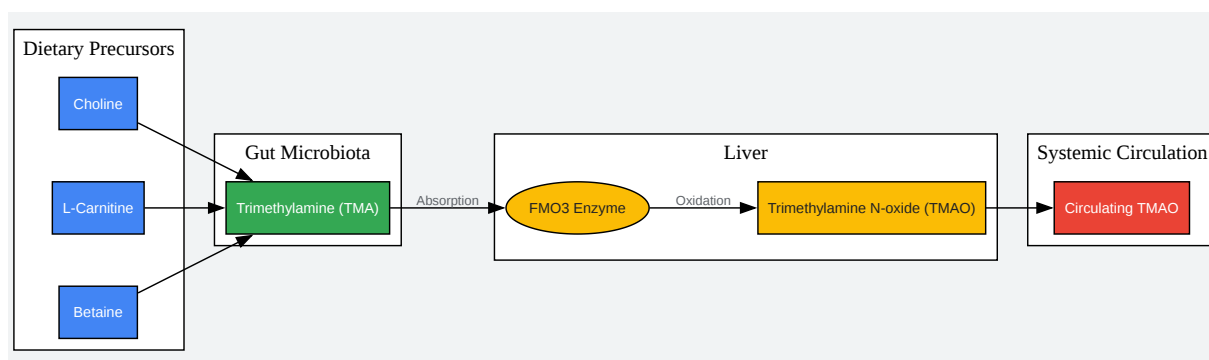 Dietary Precursors
Choline
L-Carnitine
Betaine
Gut Microbiota
Trimethylamine (TMA)
Absorption
Liver
FMO3 Enzyme
Oxidation
Trimethylamine N-oxide (TMAO)
Systemic Circulation
Circulating TMAO